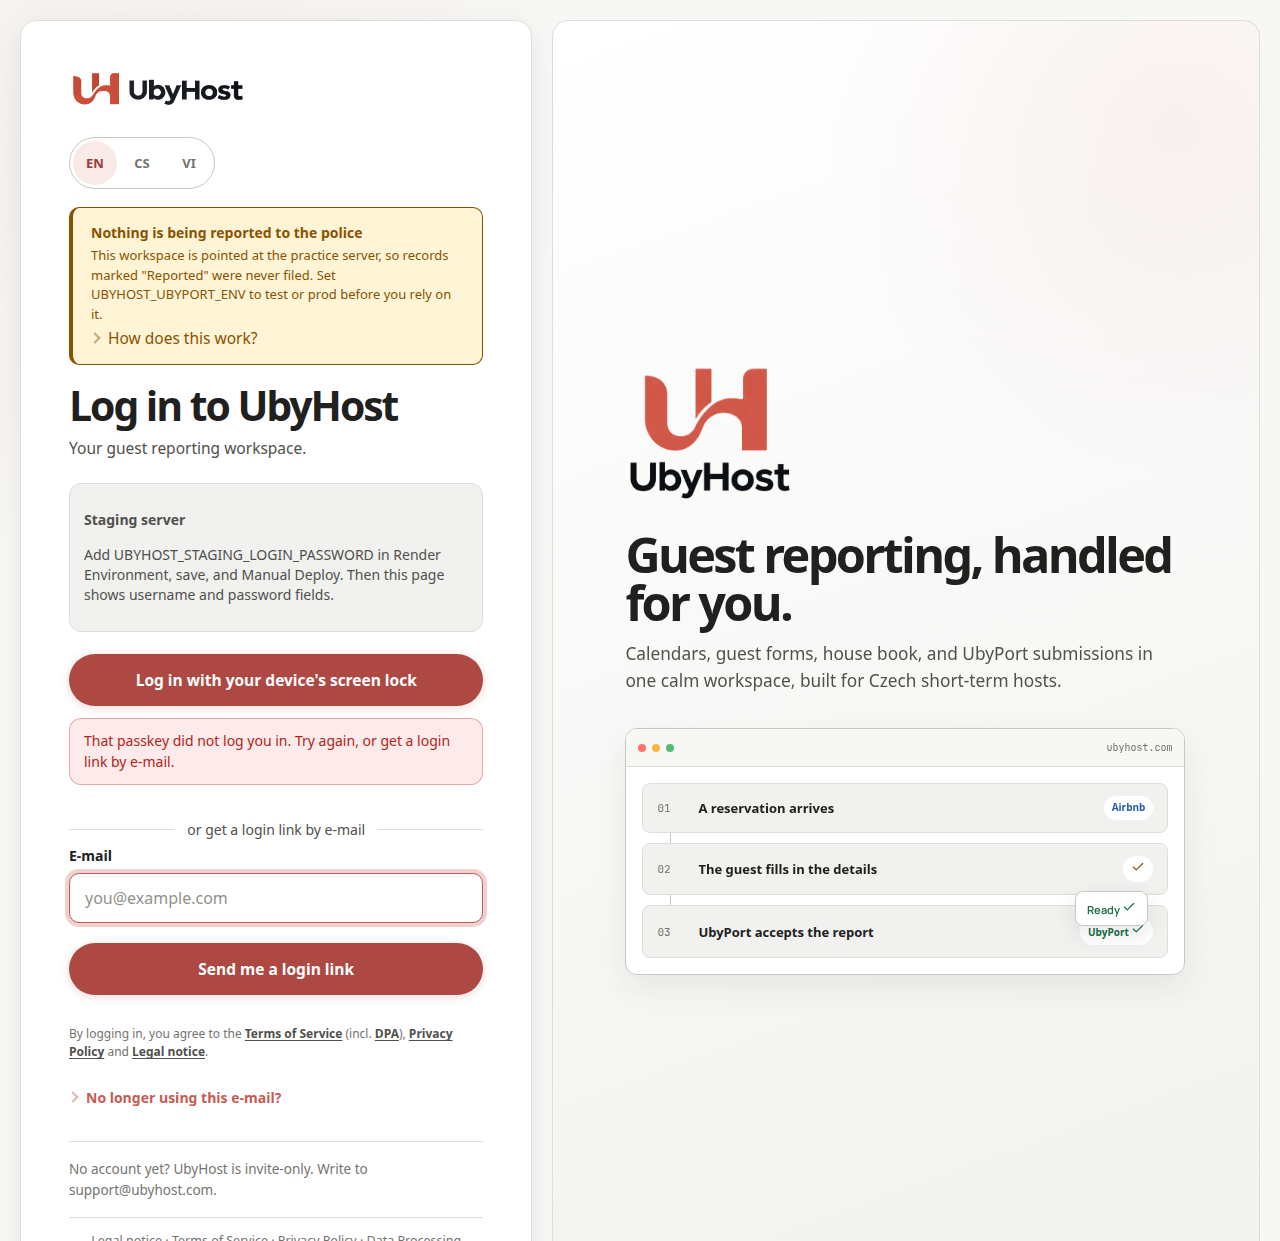 UbyHost
EN CS VI
Nothing is being reported to the police
This workspace is pointed at the practice server, so records
marked "Reported" were never filed. Set
UBYHOST_UBYPORT_ENV to test or prod before you rely on
it.
How does this work?
Log in to UbyHost
Your guest reporting workspace.
Staging server
Add UBYHOST_STAGING_LOGIN_PASSWORD in Render
Environment, save, and Manual Deploy. Then this page
shows username and password fields.
Log in with your device's screen lock
That passkey did not log you in. Try again, or get a login
link by e-mail.
or get a login link by e-mail
E-mail
you@example.com
Send me a login link
By logging in, you agree to the Terms of Service (incl. DPA), Privacy
Policy and Legal notice.
No longer using this e-mail?
No account yet? UbyHost is invite-only. Write to
support@ubyhost.com.
Legal notice · Terms of Service · Privacy Policy · Data Processing
UbyHost
Guest reporting, handled
for you.
Calendars, guest forms, house book, and UbyPort submissions in
one calm workspace, built for Czech short-term hosts.
ubyhost.com
01 A reservation arrives Airbnb
02 The guest fills in the details
Ready
03 UbyPort accepts the report UbyPort